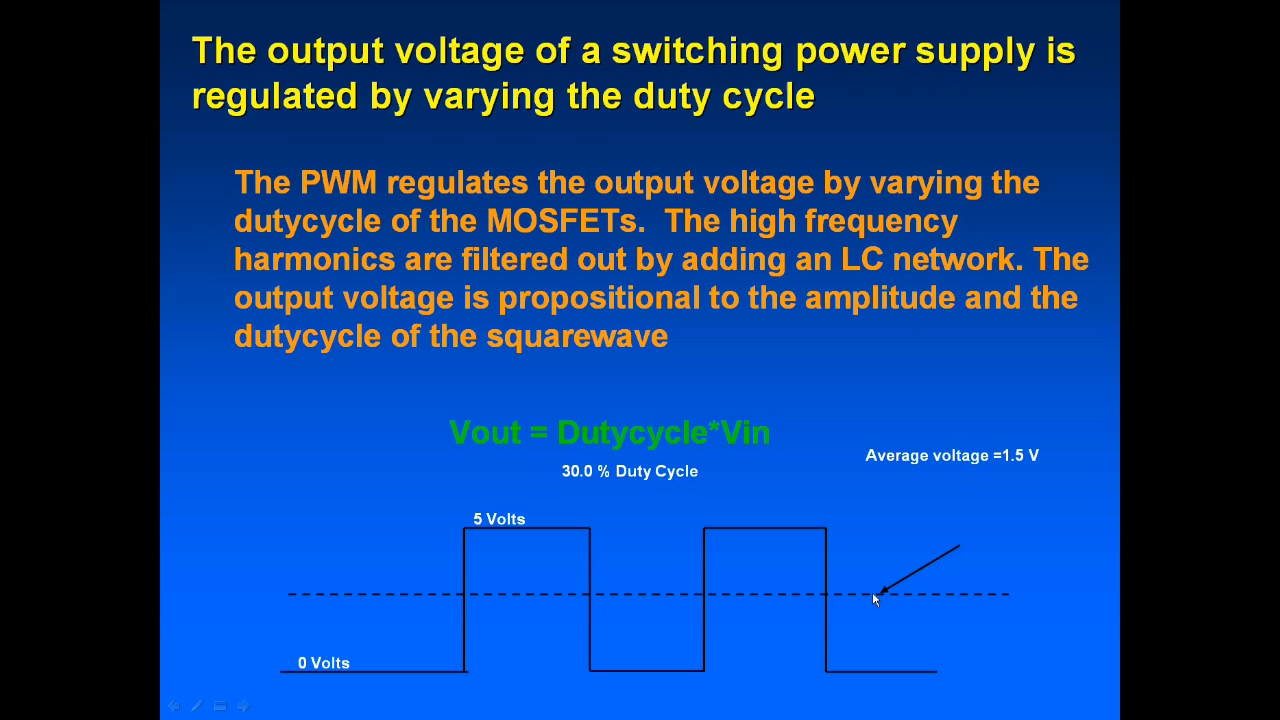 The output voltage of a switching power supply is
regulated by varying the duty cycle
The PWM regulates the output voltage by varying the
dutycycle of the MOSFETs.  The high frequency
harmonics are filtered out by adding an LC network. The
output voltage is propositional to the amplitude and the
dutycycle of the squarewave
Vout = Dutycycle*Vin
Average voltage =1.5 V
30.0 % Duty Cycle
5 Volts
0 Volts